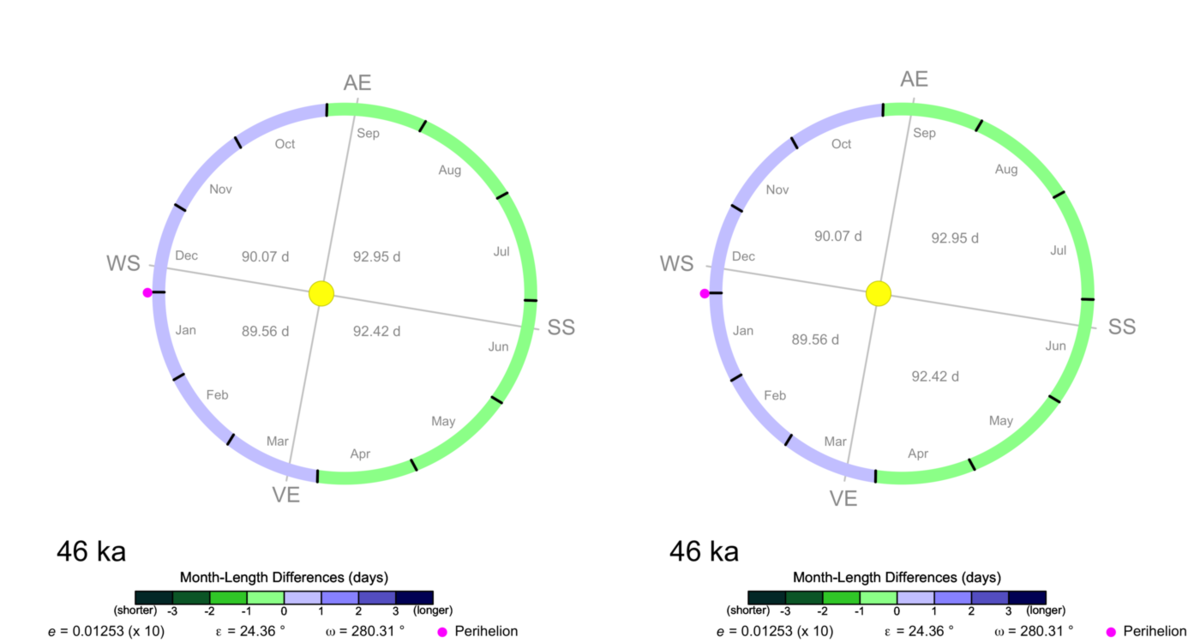 AE
Sep
Oct
Aug
Nov
Jul
WS
Dec
90.07 d
92.95 d
SS
Jan
89.56 d
92.42 d
Jun
Feb
May
Mar
Apr
VE
46 ka
Month-Length Differences (days)
(shorter) -3 -2 -1 0 1 2 3 (longer)
e = 0.01253 (x 10) ε = 24.36 ° ω = 280.31 ° Perihelion
AE
Sep
Oct
Aug
Nov
Jul
90.07 d
92.95 d
WS
Dec
SS
Jan
89.56 d
Jun
92.42 d
Feb
May
Mar
Apr
VE
46 ka
Month-Length Differences (days)
(shorter) -3 -2 -1 0 1 2 3 (longer)
e = 0.01253 (x 10) ε = 24.36 ° ω = 280.31 ° Perihelion